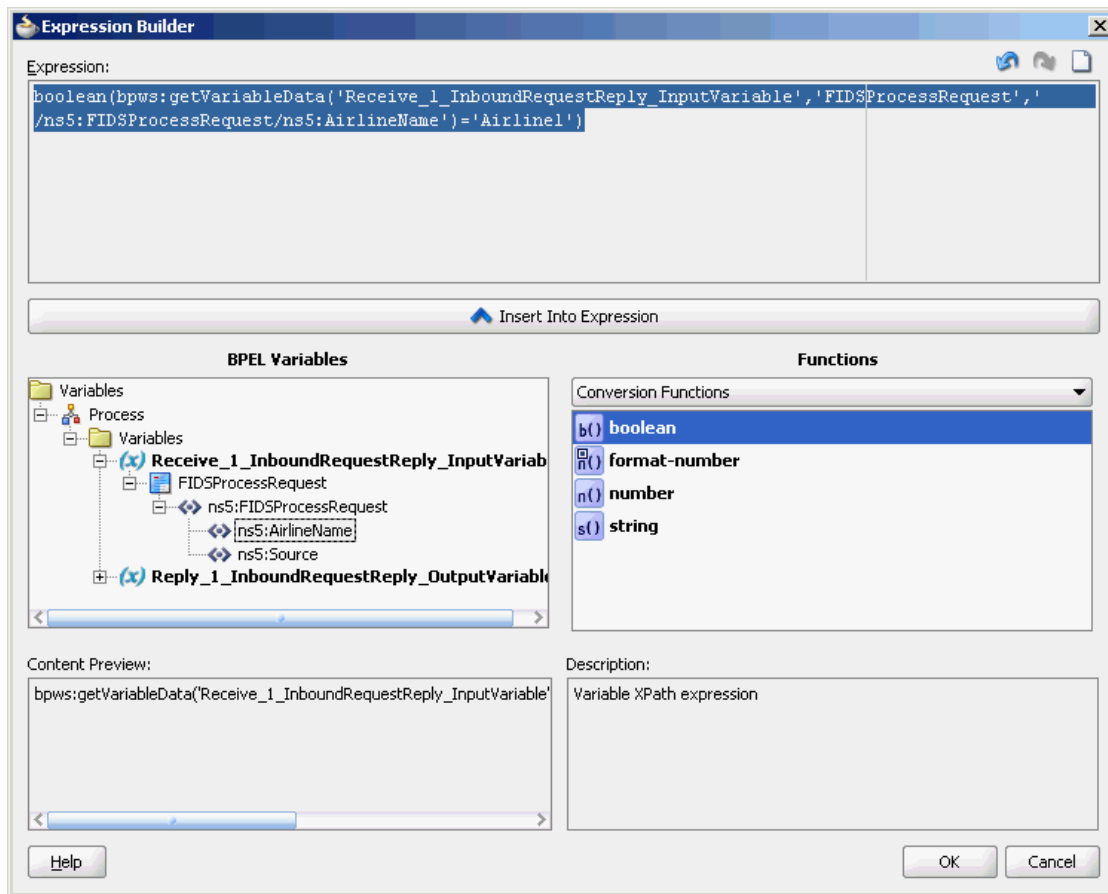 Expression Builder
Expression:
boolean(bpws:getVariableData('Receive_1_InboundRequestReply_InputVariable','FIDSProcessRequest','
/ns5:FIDSProcessRequest/ns5:AirlineName')='Airline1')
Insert Into Expression
BPEL Variables
Functions
Variables
Process
Variables
(x) Receive_1_InboundRequestReply_InputVariab
FIDSProcessRequest
ns5:FIDSProcessRequest
ns5:AirlineName
ns5:Source
(x) Reply_1_InboundRequestReply_OutputVariable
Conversion Functions
b() boolean
n() format-number
n() number
s() string
Content Preview:
bpws:getVariableData('Receive_1_InboundRequestReply_InputVariable'
Description:
Variable XPath expression
Help
OK
Cancel